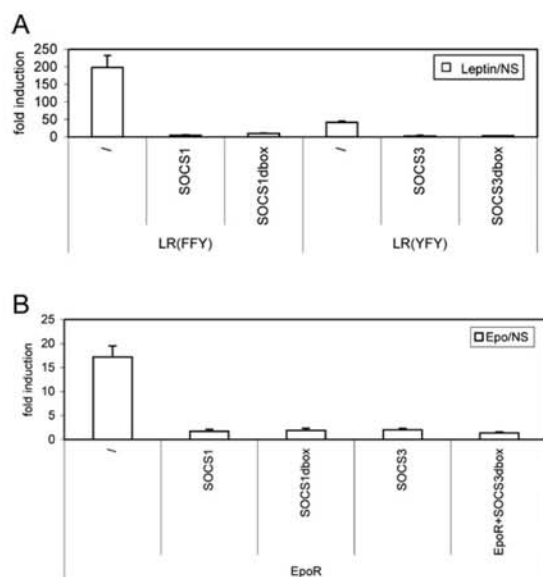 A
fold induction
250
200
150
100
50
0
Leptin/NS
/
SOCS1
SOCS1dbox
/
SOCS3
SOCS3dbox
LR(FFY)
LR(YFY)
B
fold induction
25
20
15
10
5
0
Epo/NS
/
SOCS1
SOCS1dbox
SOCS3
EpoR+SOCS3dbox
EpoR